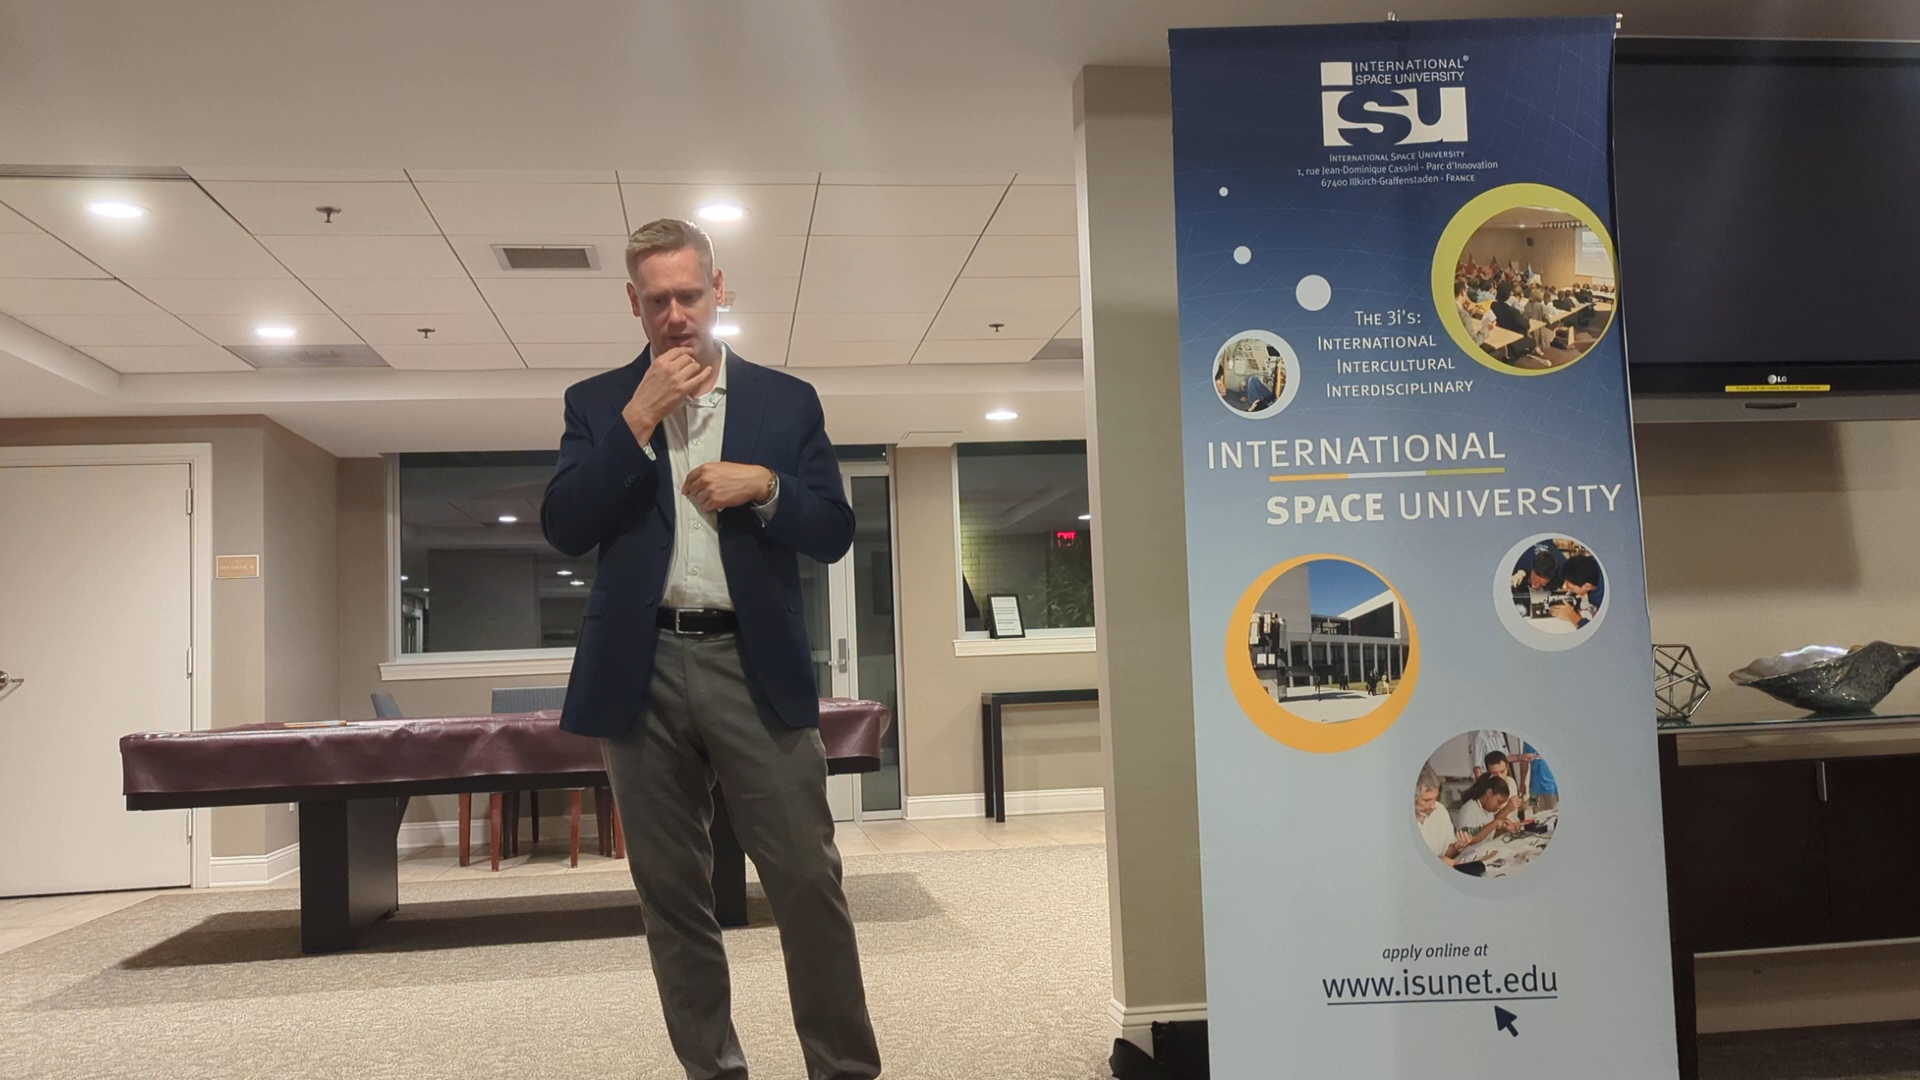 INTERNATIONAL®
SPACE UNIVERSITY
isu
INTERNATIONAL SPACE UNIVERSITY
1, rue Jean-Dominique Cassini - Parc d'Innovation
67400 Illkirch-Graffenstaden - FRANCE
THE 3i's:
INTERNATIONAL
INTERCULTURAL
INTERDISCIPLINARY
INTERNATIONAL
SPACE UNIVERSITY
apply online at
www.isunet.edu
LG
EXIT